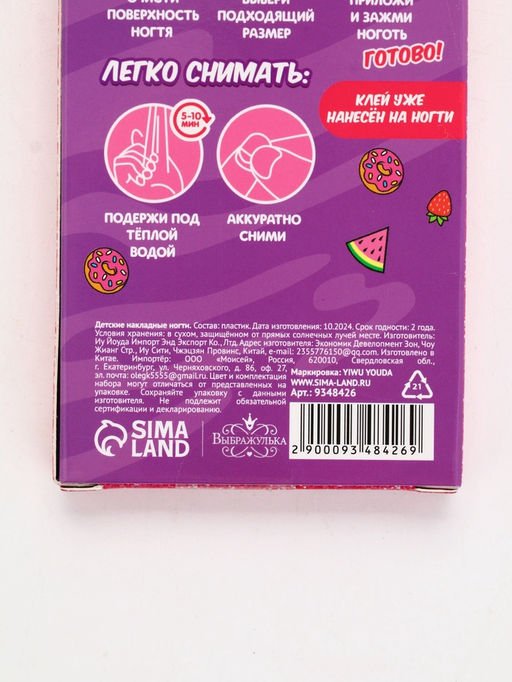 ПОВЕРХНОСТЬ
НОГТЯ
ПОДХОДЯЩИЙ
РАЗМЕР
ПРИЛОЖИ
И ЗАЖМИ
НОГОТЬ
ГОТОВО!
ЛЕГКО СНИМАТЬ:
КЛЕЙ УЖЕ
НАНЕСЁН НА НОГТИ
5-10
МИН
ПОДЕРЖИ ПОД
ТЁПЛОЙ
ВОДОЙ
АККУРАТНО
СНИМИ
Детские накладные ногти. Состав: пластик. Дата изготовления: 10.2024. Срок годности: 2 года.
Условия хранения: в сухом, защищённом от прямых солнечных лучей месте. Изготовитель:
Иу Йоуда Импорт Энд Экспорт Ко., Лтд. Адрес изготовителя: Экономик Девелопмент Зон, Чоу
Жианг Стр., Иу Сити, Чжэцзян Провинс, Китай, e-mail: 2355776150@qq.com. Изготовлено в
Китае. Импортёр: ООО «Моисей». Россия, 620010, Свердловская обл.,
г. Екатеринбург, ул. Черняховского, д. 86, оф. 27,
эл. почта: olegk5555@gmail.ru. Цвет и комплектация
набора могут отличаться от представленных на
упаковке. Сохраняйте упаковку с данными
изготовителя. Не подлежит обязательной
сертификации и декларированию.
Маркировка: YIWU YOUDA
WWW.SIMA-LAND.RU
Арт.: 9348426
21
SIMA
LAND
ВЫБРАЖУЛЬКА
2 900093 484269